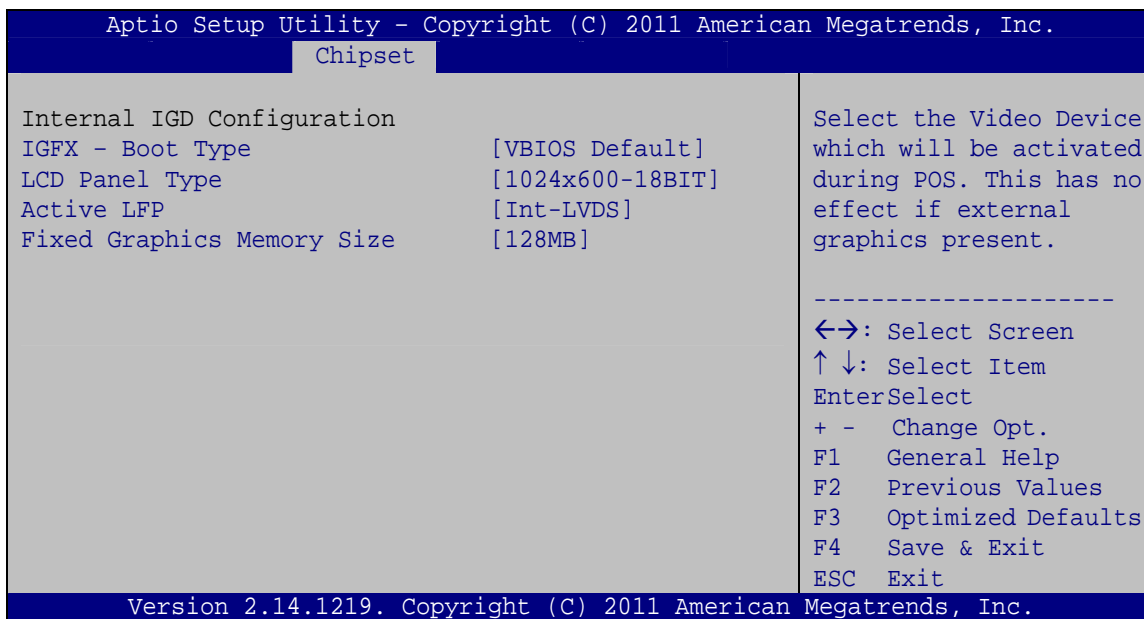 Aptio Setup Utility – Copyright (C) 2011 American Megatrends, Inc.
Chipset
Internal IGD Configuration
IGFX – Boot Type [VBIOS Default]
LCD Panel Type [1024x600-18BIT]
Active LFP [Int-LVDS]
Fixed Graphics Memory Size [128MB]
Select the Video Device
which will be activated
during POS. This has no
effect if external
graphics present.
---------------------
←→: Select Screen
↑ ↓: Select Item
EnterSelect
+ - Change Opt.
F1 General Help
F2 Previous Values
F3 Optimized Defaults
F4 Save & Exit
ESC Exit
Version 2.14.1219. Copyright (C) 2011 American Megatrends, Inc.